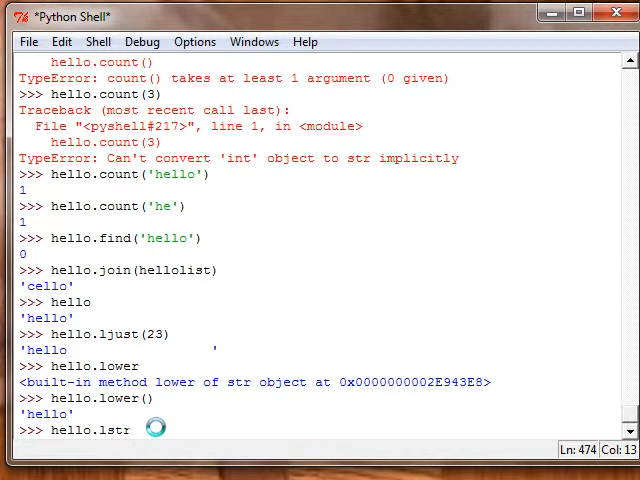 *Python Shell*
File Edit Shell Debug Options Windows Help
hello.count()
TypeError: count() takes at least 1 argument (0 given)
>>> hello.count(3)
Traceback (most recent call last):
File "<pyshell#217>", line 1, in <module>
hello.count(3)
TypeError: Can't convert 'int' object to str implicitly
>>> hello.count('hello')
1
>>> hello.count('he')
1
>>> hello.find('hello')
0
>>> hello.join(hellolist)
'cello'
>>> hello
'hello'
>>> hello.ljust(23)
'hello                  '
>>> hello.lower
<built-in method lower of str object at 0x0000000002E943E8>
>>> hello.lower()
'hello'
>>> hello.lstr
Ln: 474 Col: 13